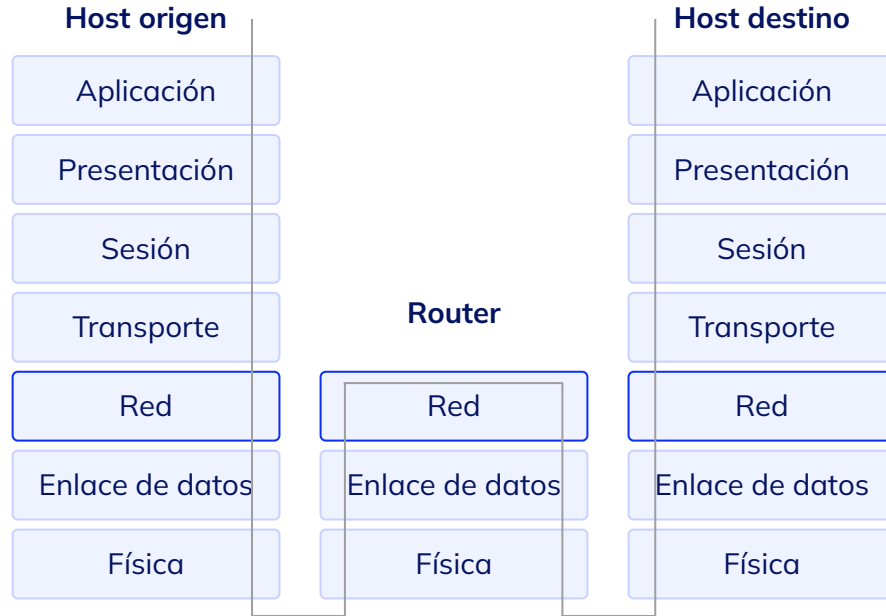 Host origen
Aplicación
Presentación
Sesión
Transporte
Red
Enlace de datos
Física
Router
Red
Enlace de datos
Física
Host destino
Aplicación
Presentación
Sesión
Transporte
Red
Enlace de datos
Física